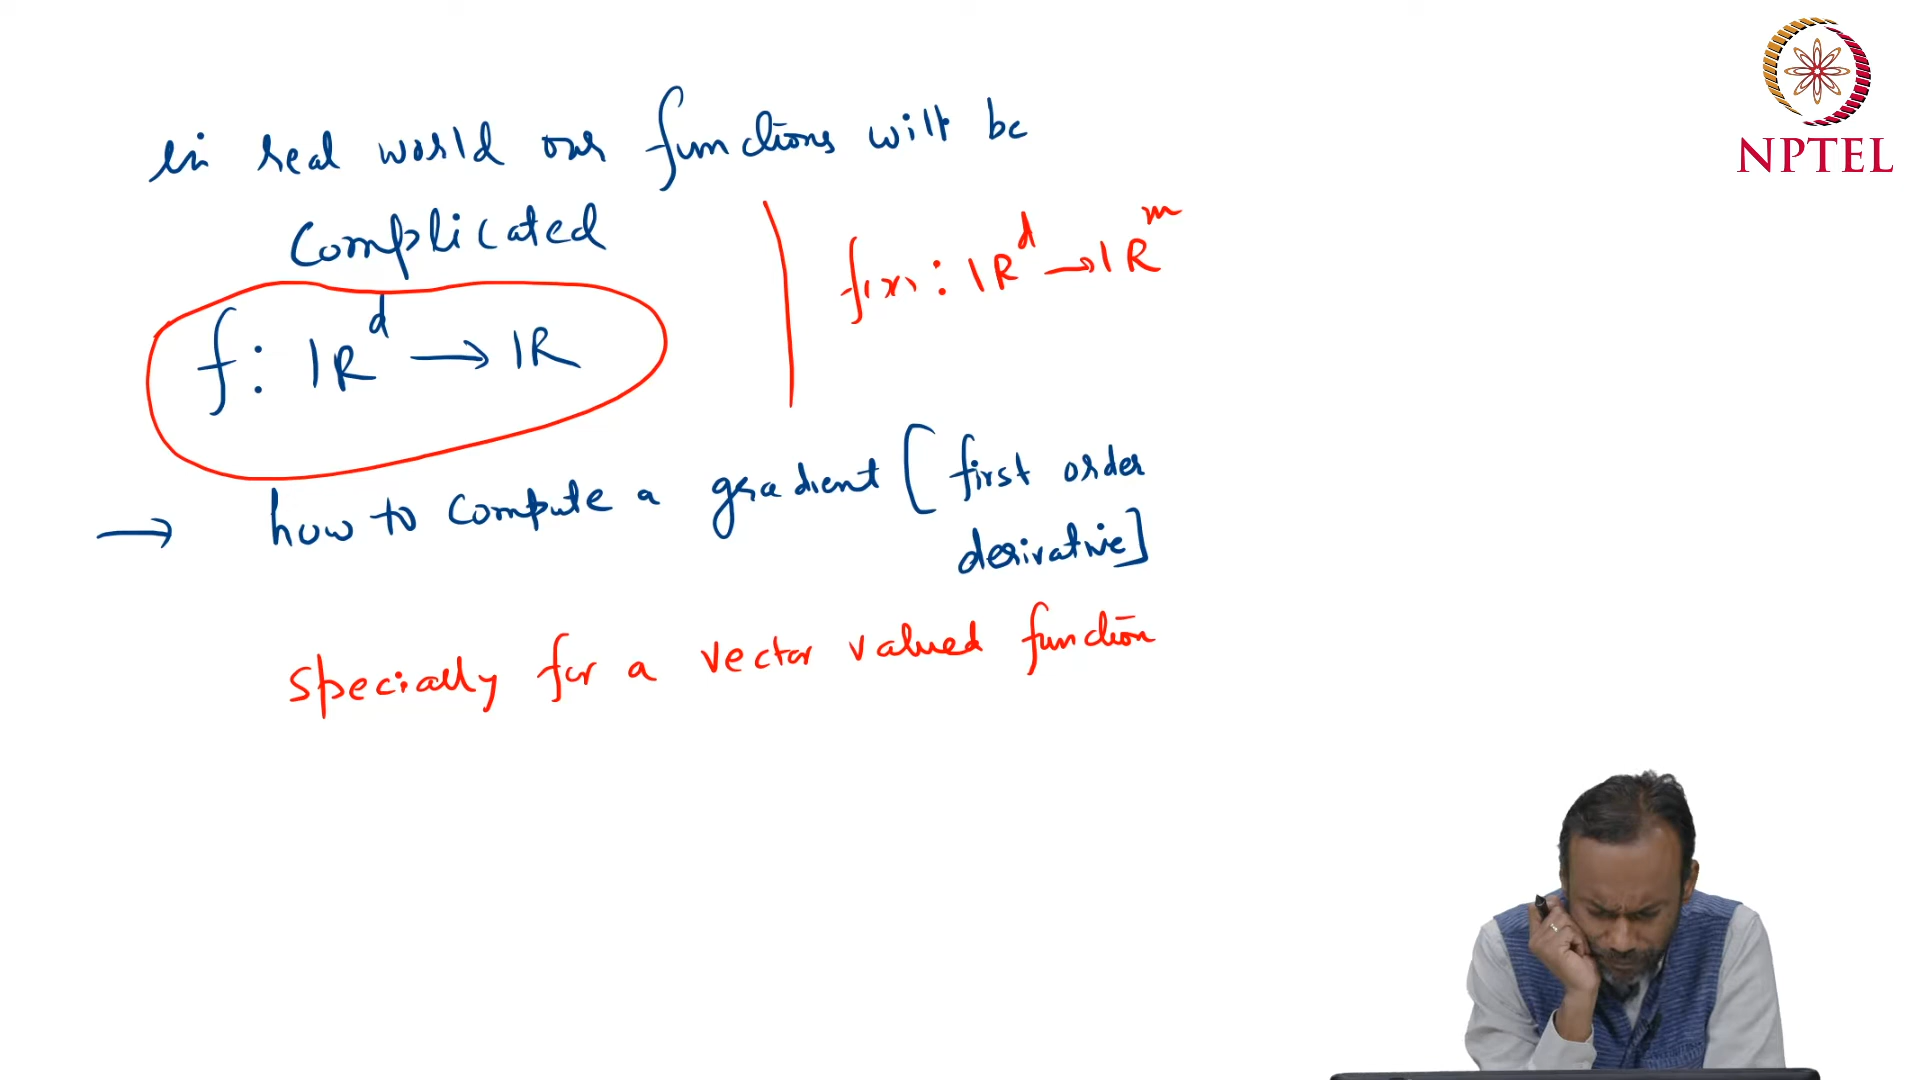 in real world our functions will be
complicated
f : ℝ^d → ℝ
f(x) : ℝ^d → ℝ^m
→ how to compute a gradient [first order
derivative]
specially for a vector valued function
NPTEL